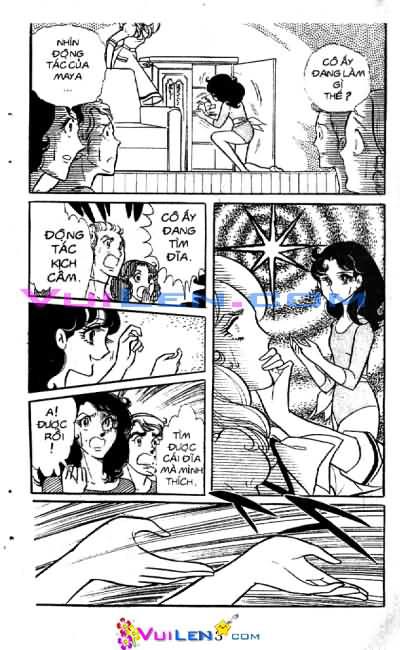 NHÌN
ĐỘNG
TÁC CỦA
MAYA
...
CÔ ẤY
ĐANG LÀM
GÌ
THẾ?
ĐỘNG
TÁC
KỊCH
CÂM.
CÔ ẤY
ĐANG
TÌM
ĐĨA.
VUILEN.COM
A!
ĐƯỢC
RỒI!
TÌM
ĐƯỢC
CÁI ĐĨA
MÀ MÌNH
THÍCH.
VUILEN